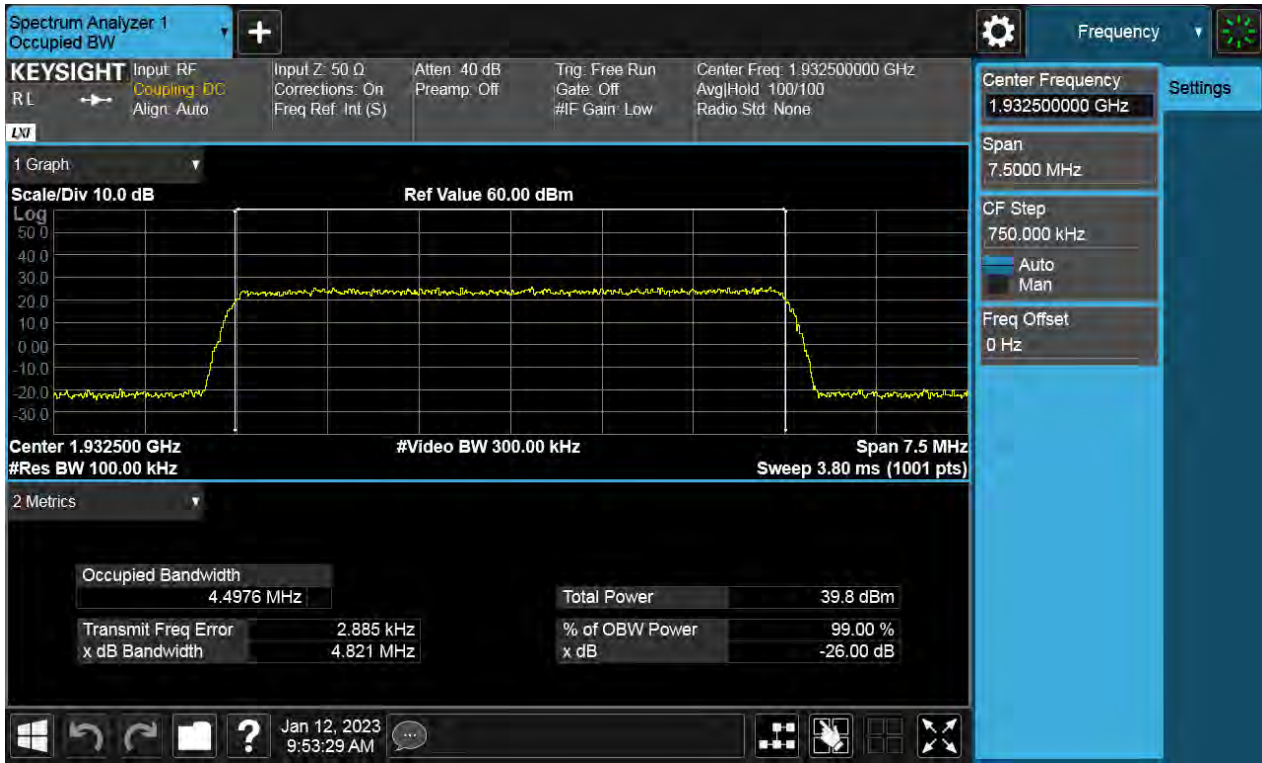 Spectrum Analyzer 1
Occupied BW
+
Frequency
KEYSIGHT
RL
LXI
Input: RF
Coupling: DC
Align: Auto
Input Z: 50 Ω
Corrections: On
Freq Ref: Int (S)
Atten: 40 dB
Preamp: Off
Trig: Free Run
Gate: Off
#IF Gain: Low
Center Freq: 1.932500000 GHz
Avg|Hold: 100/100
Radio Std: None
Center Frequency
1.932500000 GHz
Settings
Span
7.5000 MHz
CF Step
750.000 kHz
Auto
Man
Freq Offset
0 Hz
1 Graph
Scale/Div 10.0 dB
Ref Value 60.00 dBm
Log
50.0
40.0
30.0
20.0
10.0
0.00
-10.0
-20.0
-30.0
Center 1.932500 GHz
#Video BW 300.00 kHz
Span 7.5 MHz
#Res BW 100.00 kHz
Sweep 3.80 ms (1001 pts)
2 Metrics
Occupied Bandwidth
4.4976 MHz
Total Power 39.8 dBm
Transmit Freq Error 2.885 kHz
% of OBW Power 99.00 %
x dB Bandwidth 4.821 MHz
x dB -26.00 dB
?
Jan 12, 2023
9:53:29 AM